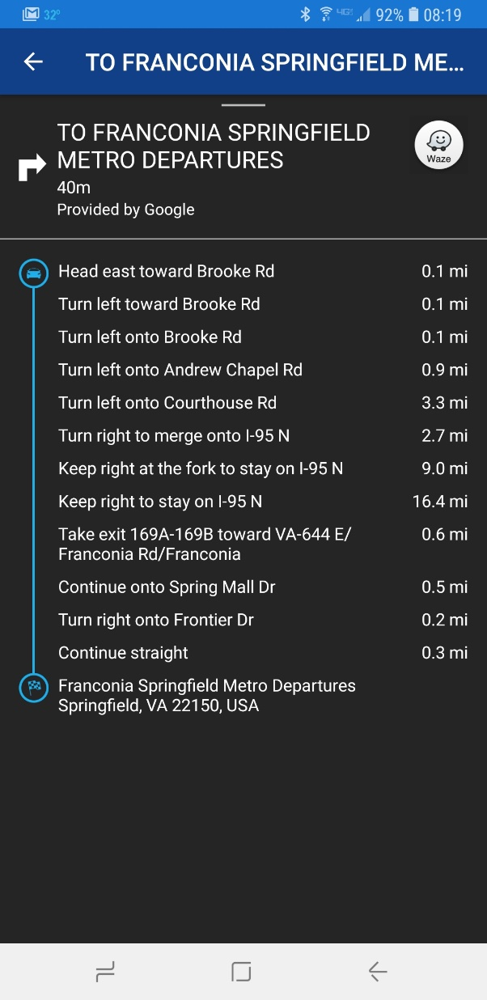 32°
4G 92% 08:19
TO FRANCONIA SPRINGFIELD ME...
TO FRANCONIA SPRINGFIELD
METRO DEPARTURES
40m
Provided by Google
Waze
Head east toward Brooke Rd 0.1 mi
Turn left toward Brooke Rd 0.1 mi
Turn left onto Brooke Rd 0.1 mi
Turn left onto Andrew Chapel Rd 0.9 mi
Turn left onto Courthouse Rd 3.3 mi
Turn right to merge onto I-95 N 2.7 mi
Keep right at the fork to stay on I-95 N 9.0 mi
Keep right to stay on I-95 N 16.4 mi
Take exit 169A-169B toward VA-644 E/ 0.6 mi
Franconia Rd/Franconia
Continue onto Spring Mall Dr 0.5 mi
Turn right onto Frontier Dr 0.2 mi
Continue straight 0.3 mi
Franconia Springfield Metro Departures
Springfield, VA 22150, USA